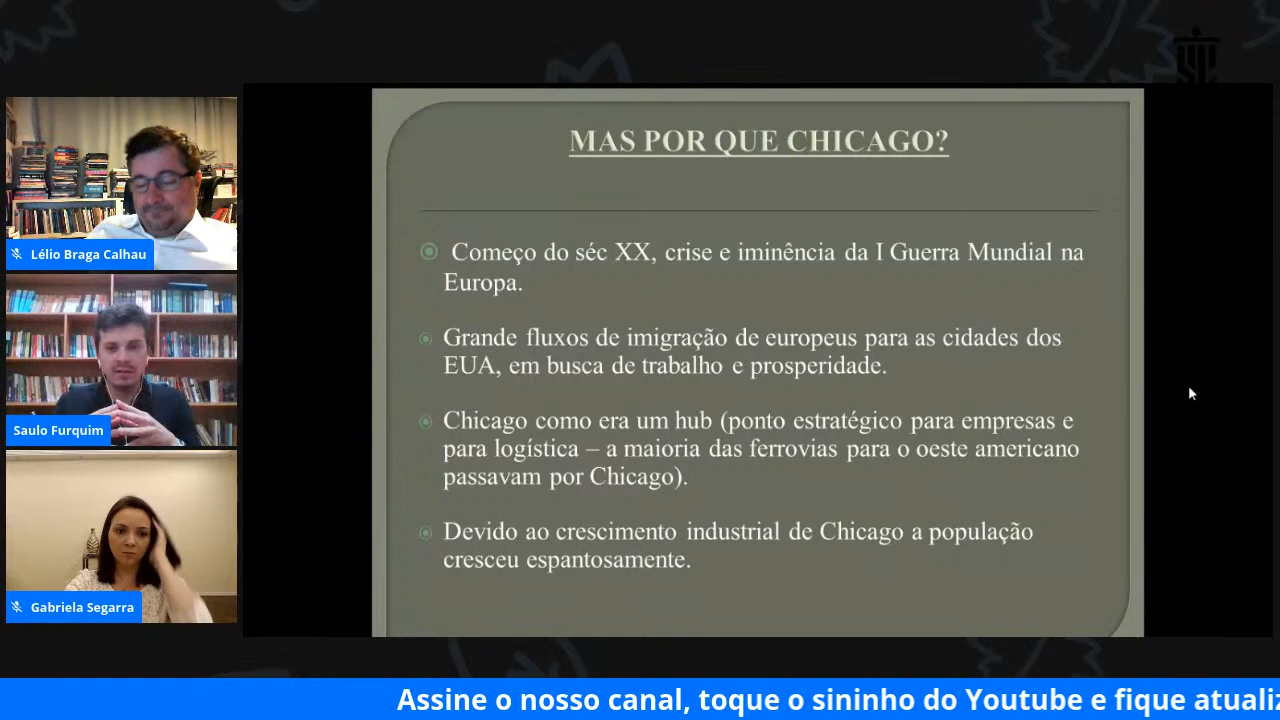 MAS POR QUE CHICAGO?
Começo do séc XX, crise e iminência da I Guerra Mundial na
Europa.
Grande fluxos de imigração de europeus para as cidades dos
EUA, em busca de trabalho e prosperidade.
Chicago como era um hub (ponto estratégico para empresas e
para logística – a maioria das ferrovias para o oeste americano
passavam por Chicago).
Devido ao crescimento industrial de Chicago a população
cresceu espantosamente.
Lélio Braga Calhau
Saulo Furquim
Gabriela Segarra
Assine o nosso canal, toque o sininho do Youtube e fique atualiz